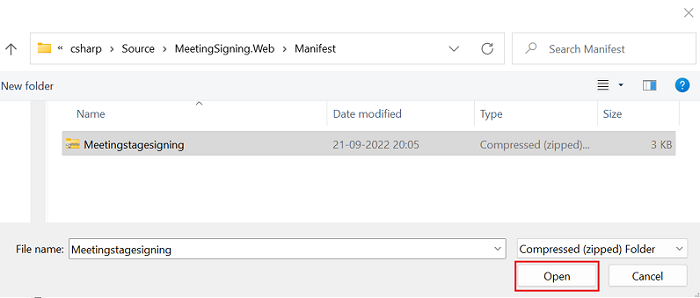 « csharp > Source > MeetingSigning.Web > Manifest
Search Manifest
New folder
?
Name Date modified Type Size
Meetingstagesigning 21-09-2022 20:05 Compressed (zipped)... 3 KB
File name: Meetingstagesigning Compressed (zipped) Folder
Open Cancel